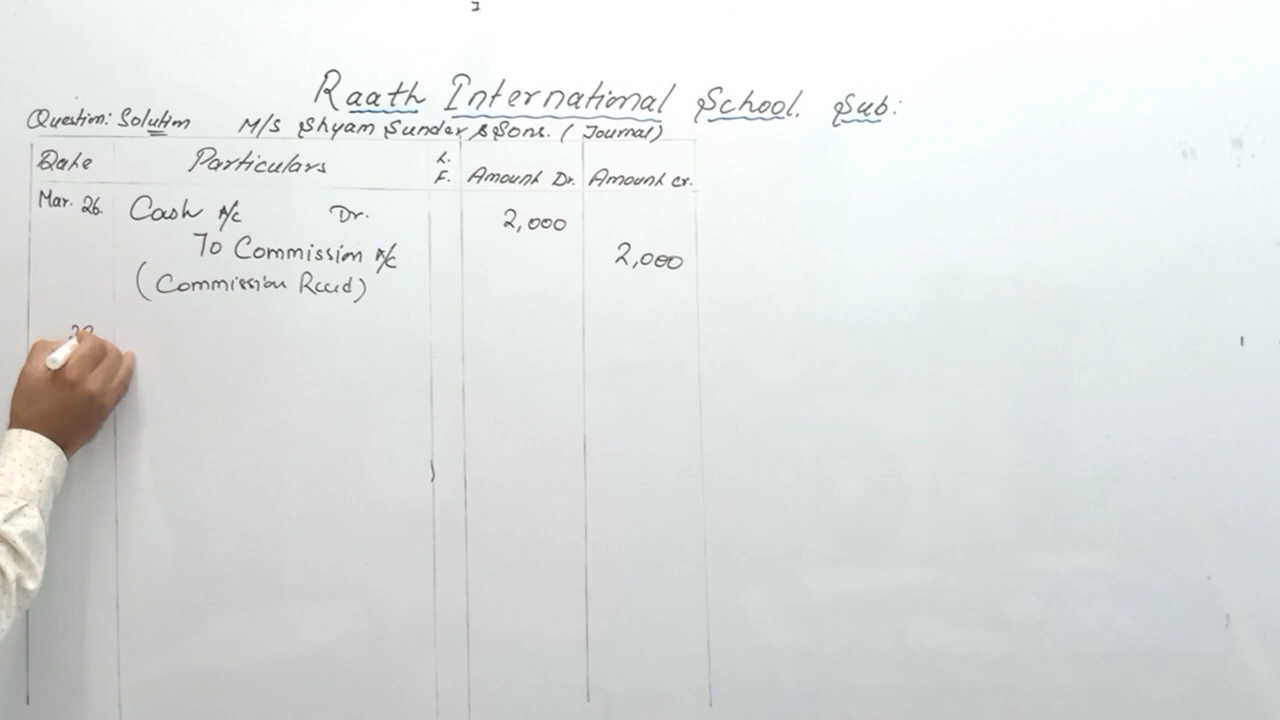 Raath International School. Sub:
Question: Solution M/S Shyam Sunder & Sons. (Journal)
Date Particulars L.F. Amount Dr. Amount Cr.
Mar. 26. Cash A/c Dr. 2,000
To Commission A/c 2,000
(Commission Recd)